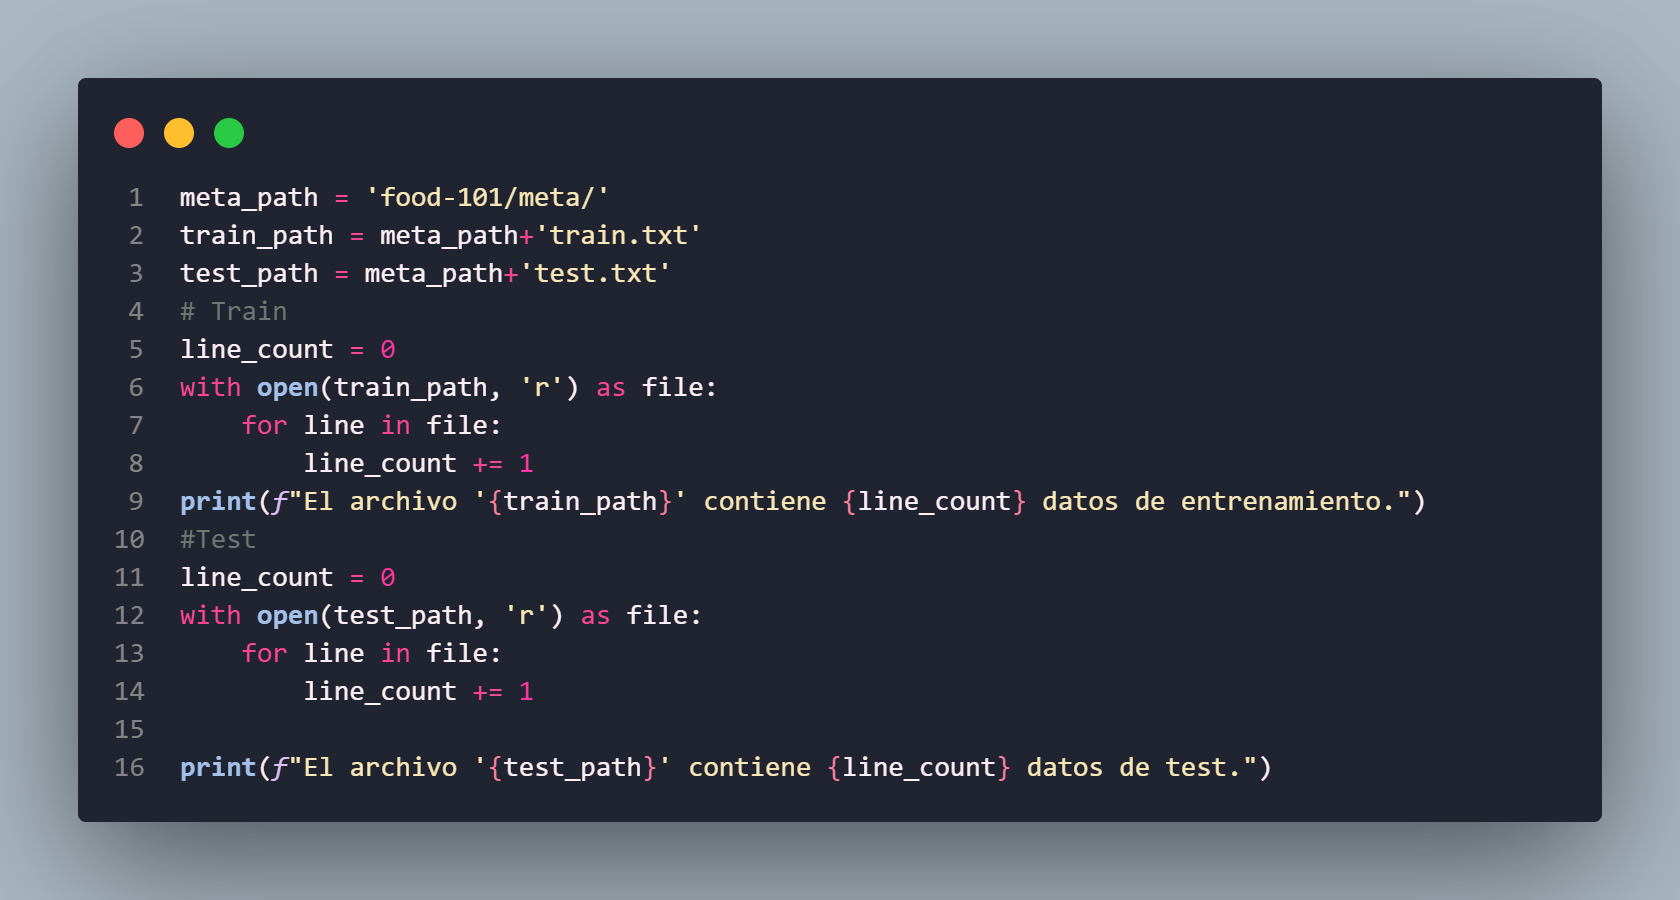 1 meta_path = 'food-101/meta/'
2 train_path = meta_path+'train.txt'
3 test_path = meta_path+'test.txt'
4 # Train
5 line_count = 0
6 with open(train_path, 'r') as file:
7     for line in file:
8         line_count += 1
9 print(f"El archivo '{train_path}' contiene {line_count} datos de entrenamiento.")
10 #Test
11 line_count = 0
12 with open(test_path, 'r') as file:
13     for line in file:
14         line_count += 1
15
16 print(f"El archivo '{test_path}' contiene {line_count} datos de test.")